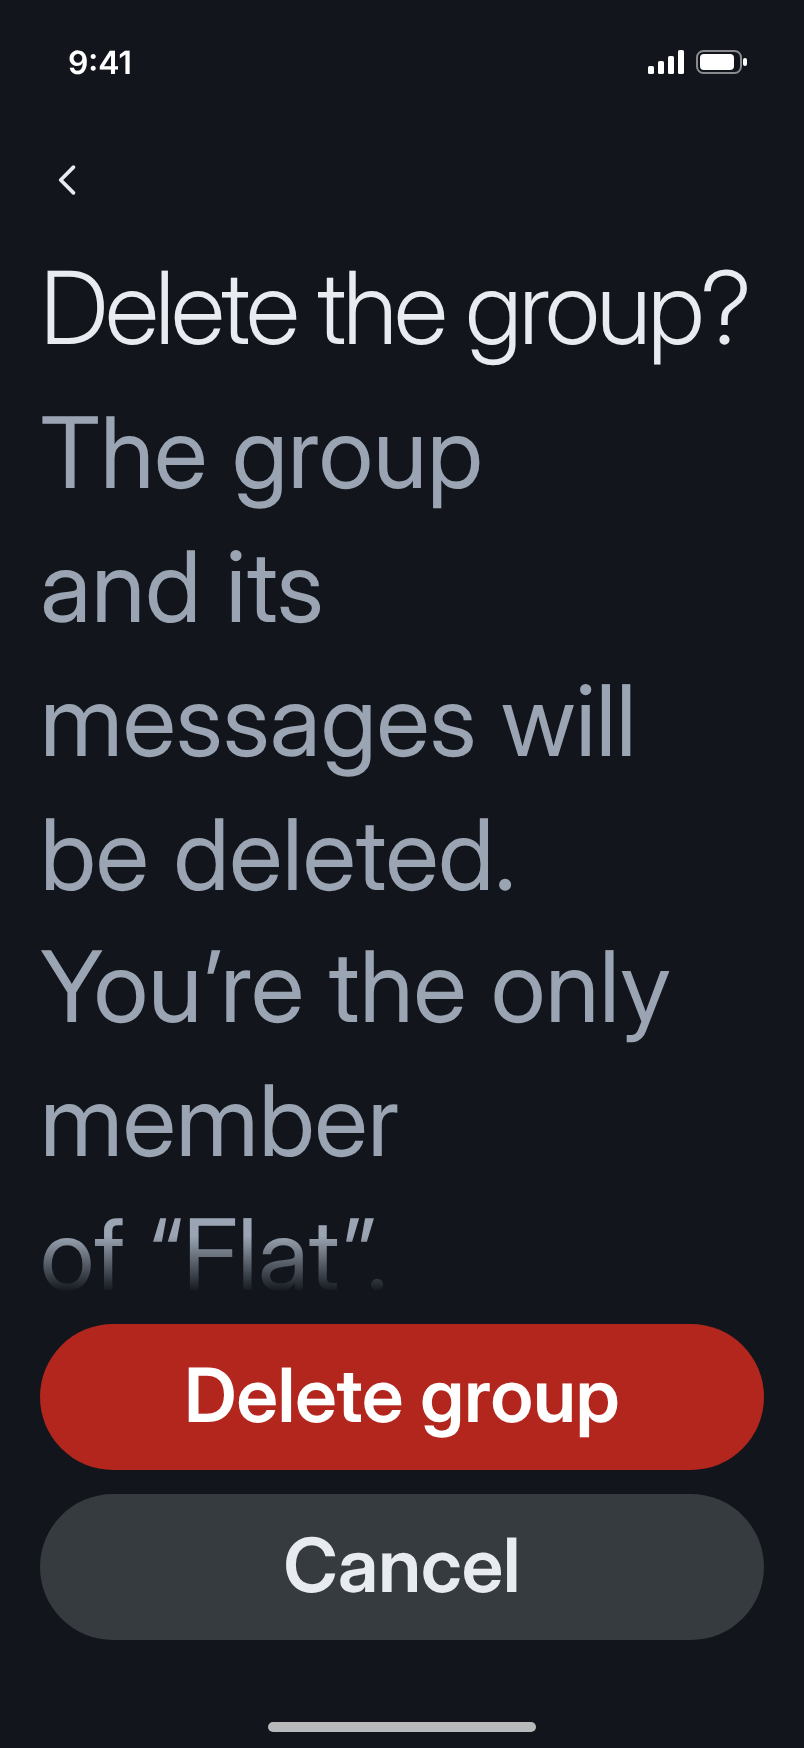 9:41
Delete the group?
The group
and its
messages will
be deleted.
You’re the only
member
of “Flat”.
Delete group
Cancel